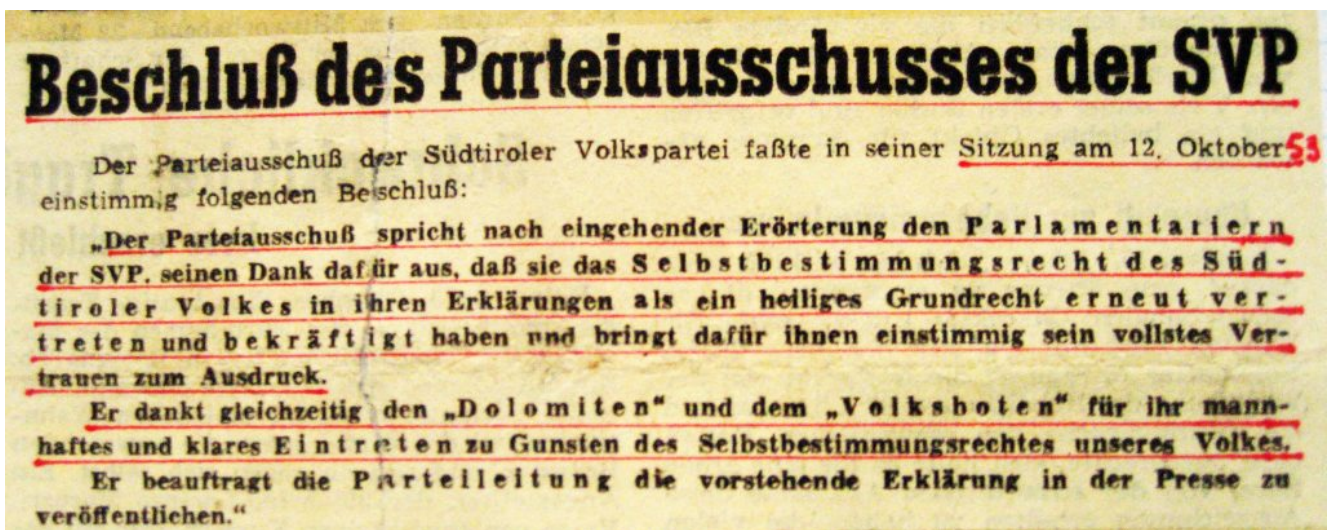 Beschluß des Parteiausschusses der SVP
Der Parteiausschuß der Südtiroler Volkspartei faßte in seiner Sitzung am 12. Oktober 53
einstimmig folgenden Beschluß:
„Der Parteiausschuß spricht nach eingehender Erörterung den Parlamentariern
der SVP. seinen Dank dafür aus, daß sie das Selbstbestimmungsrecht des Süd-
tiroler Volkes in ihren Erklärungen als ein heiliges Grundrecht erneut ver-
treten und bekräftigt haben und bringt dafür ihnen einstimmig sein vollstes Ver-
trauen zum Ausdruck.
Er dankt gleichzeitig den „Dolomiten“ und dem „Volksboten“ für ihr mann-
haftes und klares Eintreten zu Gunsten des Selbstbestimmungsrechtes unseres Volkes.
Er beauftragt die Parteileitung die vorstehende Erklärung in der Presse zu
veröffentlichen.“